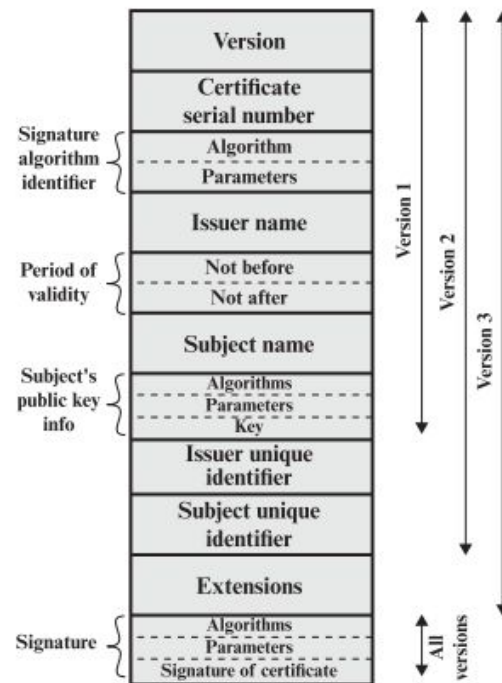 Version
Certificate
serial number
Signature
algorithm
identifier
Algorithm
Parameters
Issuer name
Period of
validity
Not before
Not after
Subject name
Subject's
public key
info
Algorithms
Parameters
Key
Issuer unique
identifier
Subject unique
identifier
Extensions
Signature
Algorithms
Parameters
Signature of certificate
Version 1
Version 2
Version 3
All
versions